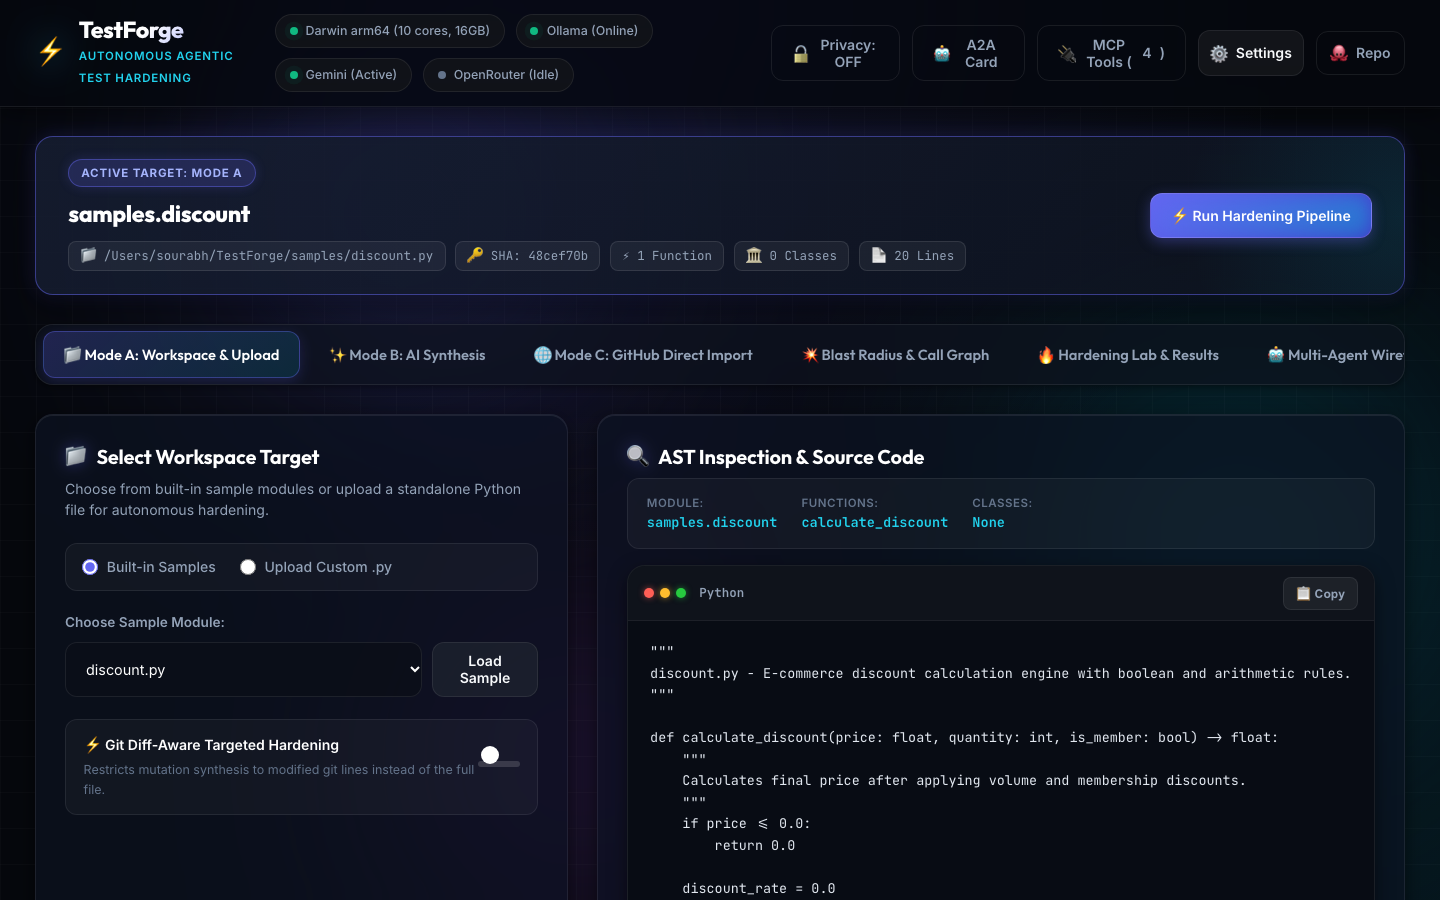 ⚡ TestForge
AUTONOMOUS AGENTIC
TEST HARDENING
Darwin arm64 (10 cores, 16GB)
Ollama (Online)
Gemini (Active)
OpenRouter (Idle)
🔓 Privacy: OFF
🤖 A2A Card
🔌 MCP Tools ( 4 )
⚙️ Settings
🐙 Repo
ACTIVE TARGET: MODE A
samples.discount
📁 /Users/sourabh/TestForge/samples/discount.py
🔑 SHA: 48cef70b
⚡ 1 Function
🏛️ 0 Classes
📄 20 Lines
⚡ Run Hardening Pipeline
📁 Mode A: Workspace & Upload
✨ Mode B: AI Synthesis
🌐 Mode C: GitHub Direct Import
💥 Blast Radius & Call Graph
🔥 Hardening Lab & Results
🤖 Multi-Agent Wire
📁 Select Workspace Target
Choose from built-in sample modules or upload a standalone Python
file for autonomous hardening.
Built-in Samples
Upload Custom .py
Choose Sample Module:
discount.py
Load
Sample
⚡ Git Diff-Aware Targeted Hardening
Restricts mutation synthesis to modified git lines instead of the full
file.
🔍 AST Inspection & Source Code
MODULE: FUNCTIONS: CLASSES:
samples.discount calculate_discount None
Python
📋 Copy
"""
discount.py - E-commerce discount calculation engine with boolean and arithmetic rules.
"""
def calculate_discount(price: float, quantity: int, is_member: bool) -> float:
"""
Calculates final price after applying volume and membership discounts.
"""
if price <= 0.0:
return 0.0
discount_rate = 0.0